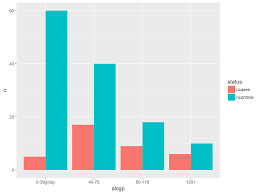 60
40
20
0
n
0-39g/day
40-79
80-119
120+
alcgp
status
ncases
ncontrols